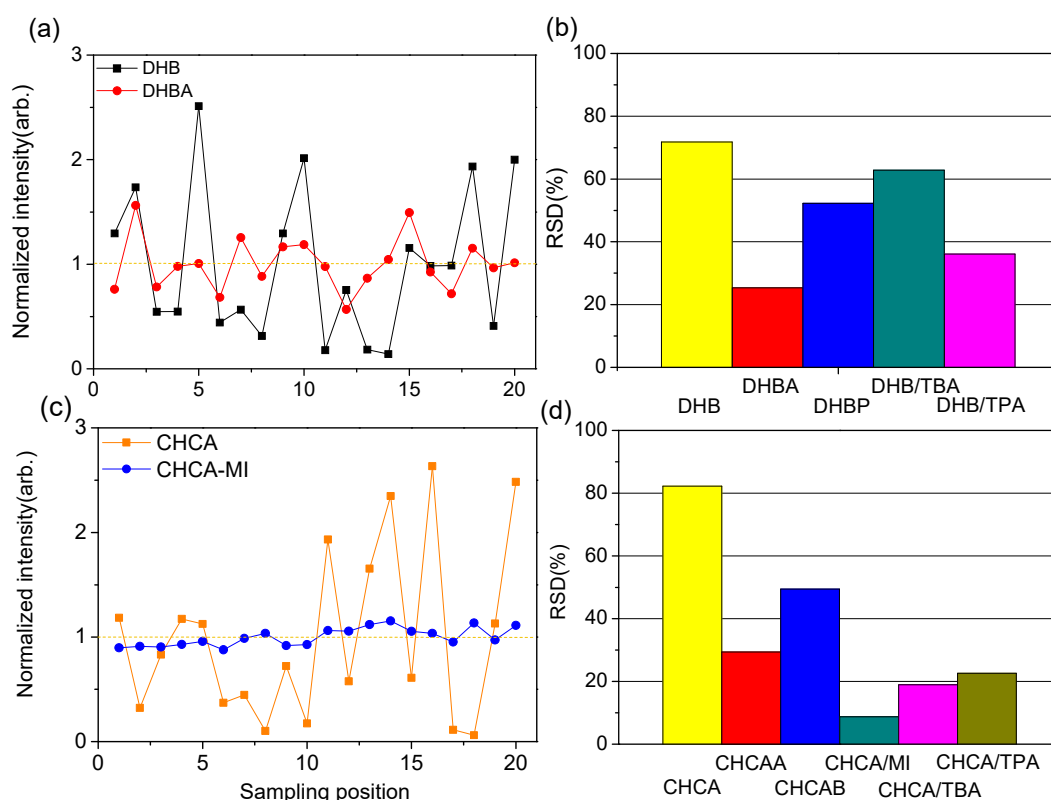 (a)
3
2
1
0
Normalized intensity(arb.)
DHB
DHBA
0
5
10
15
20
(b)
100
80
60
40
20
0
RSD(%)
DHBA
DHB/TBA
DHB
DHBP
DHB/TPA
(c)
3
2
1
0
Normalized intensity(arb.)
CHCA
CHCA-MI
0
5
10
15
20
Sampling position
(d)
80
60
40
20
0
RSD(%)
CHCAA
CHCA/MI
CHCA/TPA
CHCA
CHCAB
CHCA/TBA